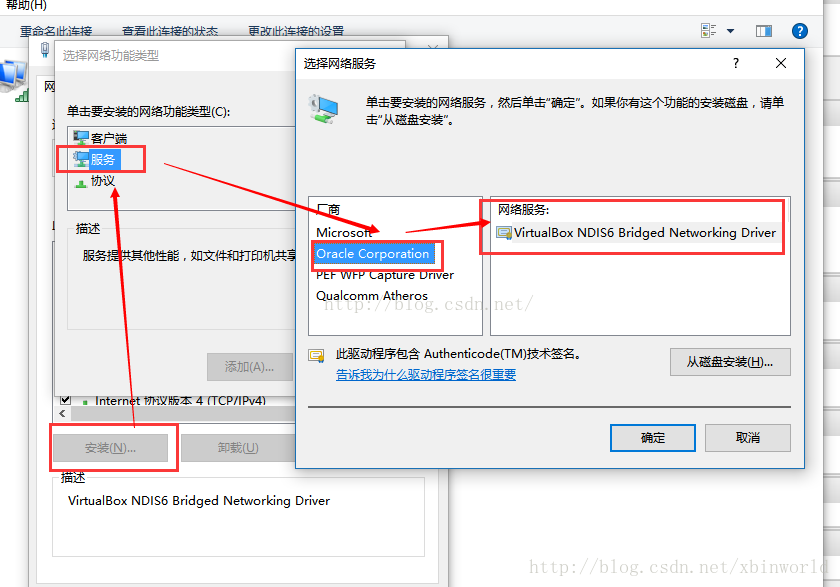 帮助(H)
重命名此连接 查看此连接的状态 更改此连接的设置
选择网络功能类型
单击要安装的网络功能类型(C):
客户端
服务
协议
描述
服务提供其他性能，如文件和打印机共享
添加(A)...
Internet 协议版本 4 (TCP/IPv4)
安装(N)...
卸载(U)
描述
VirtualBox NDIS6 Bridged Networking Driver
选择网络服务
单击要安装的网络服务，然后单击“确定”。如果你有这个功能的安装磁盘，请单
击“从磁盘安装”。
厂商
Microsoft
Oracle Corporation
PEF WFP Capture Driver
Qualcomm Atheros
网络服务:
VirtualBox NDIS6 Bridged Networking Driver
http://blog.csdn.net/
此驱动程序包含 Authenticode(TM)技术签名。
告诉我为什么驱动程序签名很重要
从磁盘安装(H)...
确定
取消
http://blog.csdn.net/xbinworld